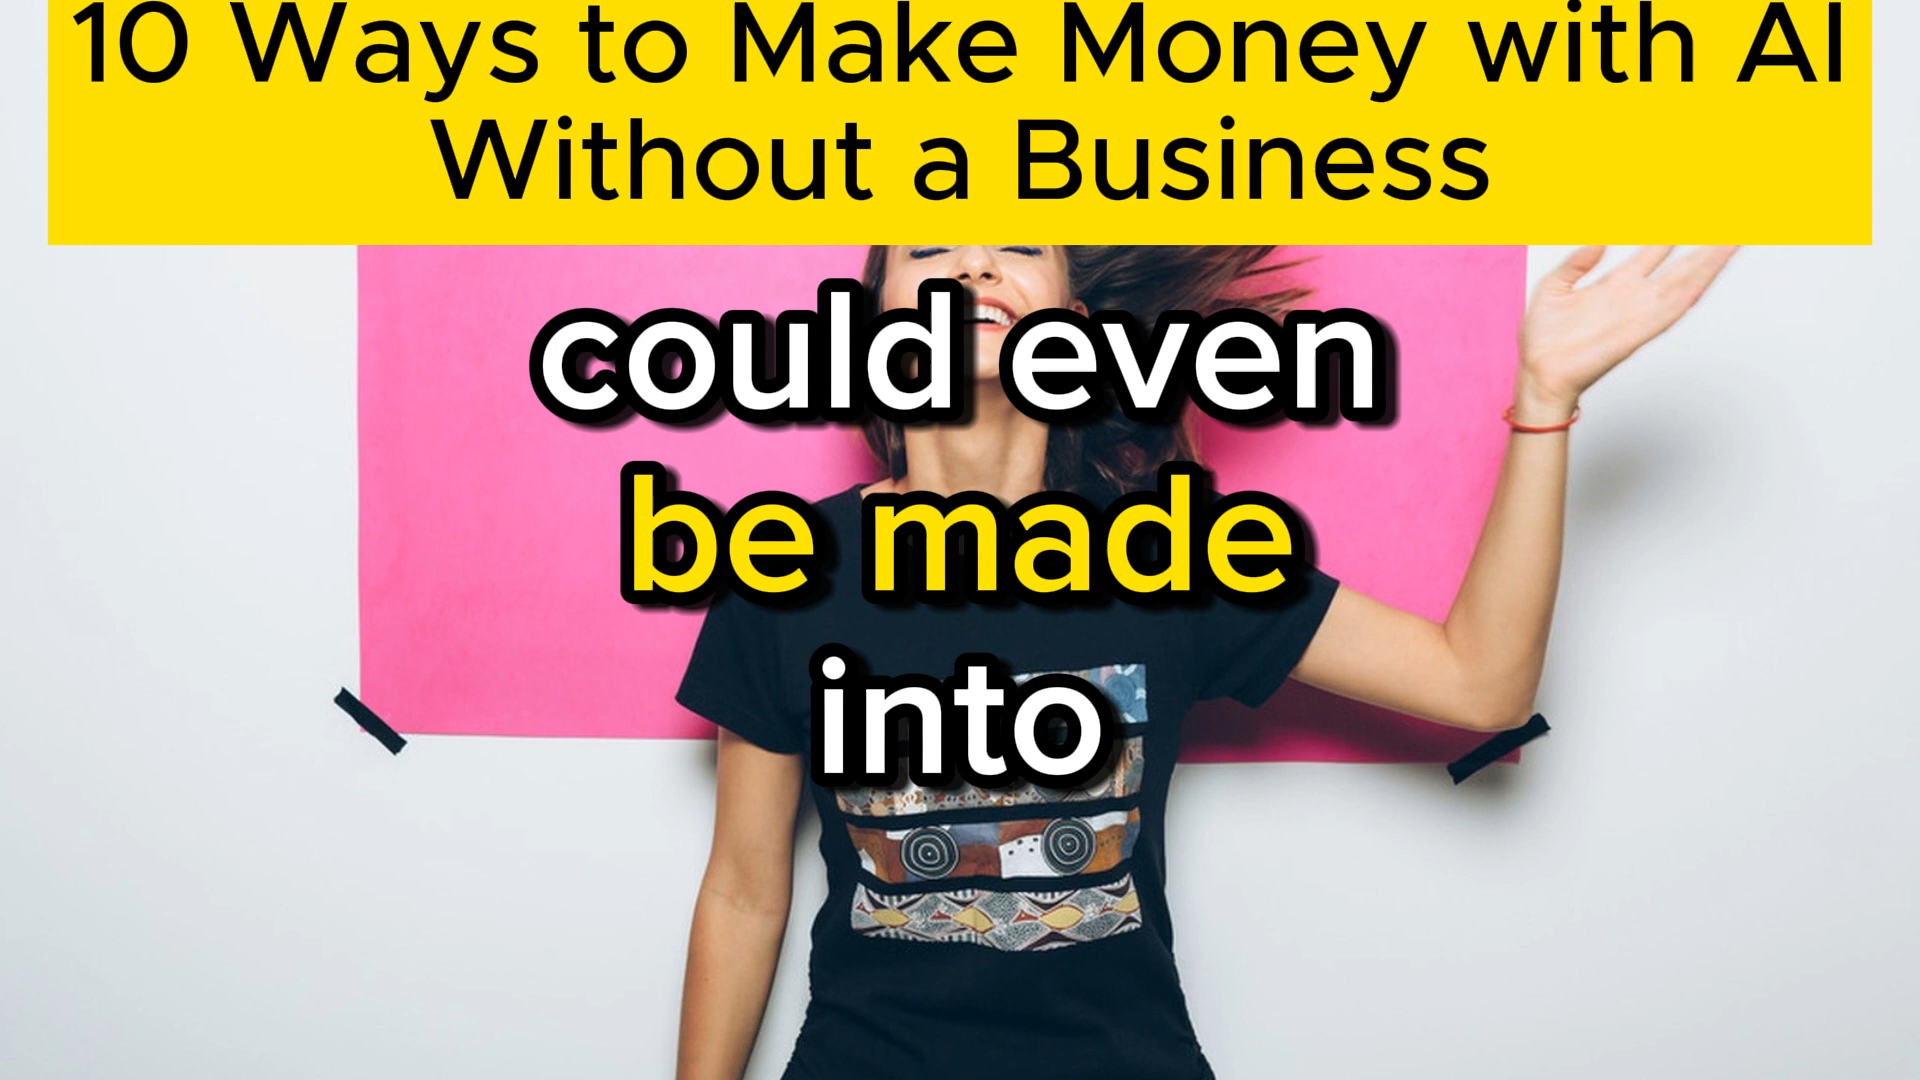 10 Ways to Make Money with AI
Without a Business
could even
be made
into